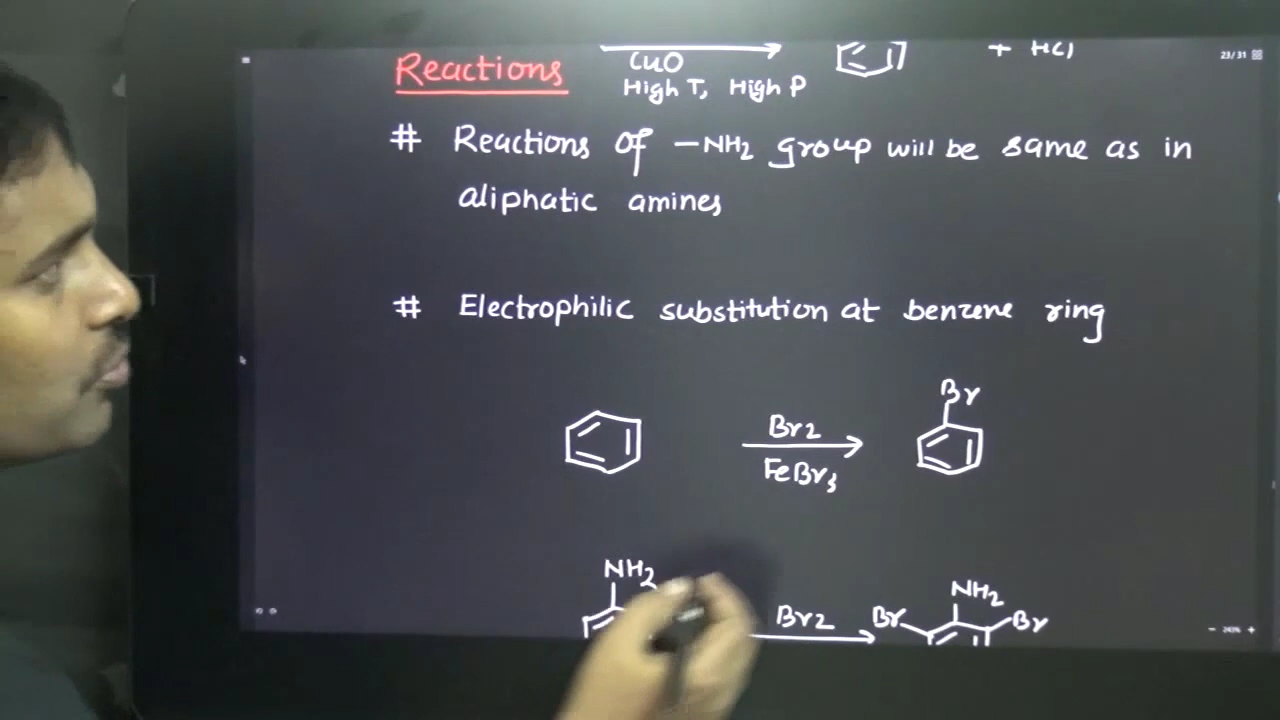 + HCl
23/31
Reactions
CuO
High T, High P
# Reactions of -NH2 group will be same as in
aliphatic amines
# Electrophilic substitution at benzene ring
Br
Br2
FeBr3
NH2
Br2
NH2
Br
Br